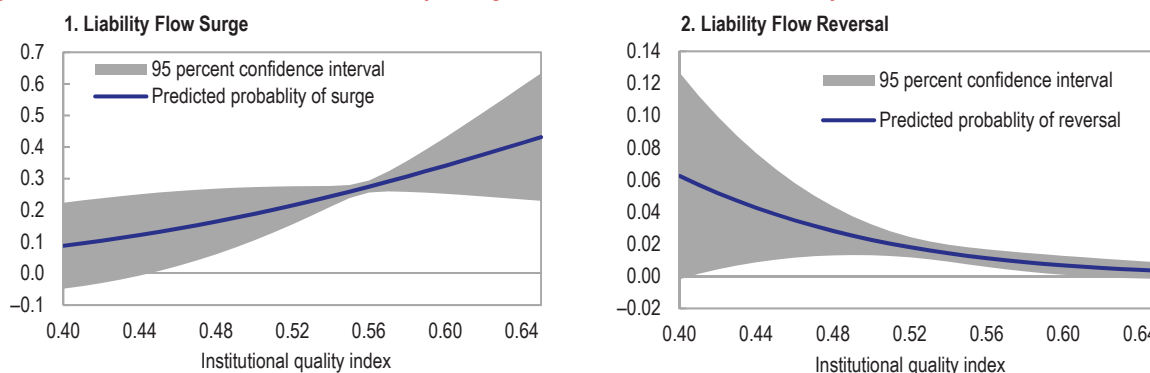 1. Liability Flow Surge
0.7
0.6
0.5
0.4
0.3
0.2
0.1
0.0
–0.1
95 percent confidence interval
Predicted probablity of surge
0.40 0.44 0.48 0.52 0.56 0.60 0.64
Institutional quality index
2. Liability Flow Reversal
0.14
0.12
0.10
0.08
0.06
0.04
0.02
0.00
–0.02
95 percent confidence interval
Predicted probablity of reversal
0.40 0.44 0.48 0.52 0.56 0.60
Institutional quality index